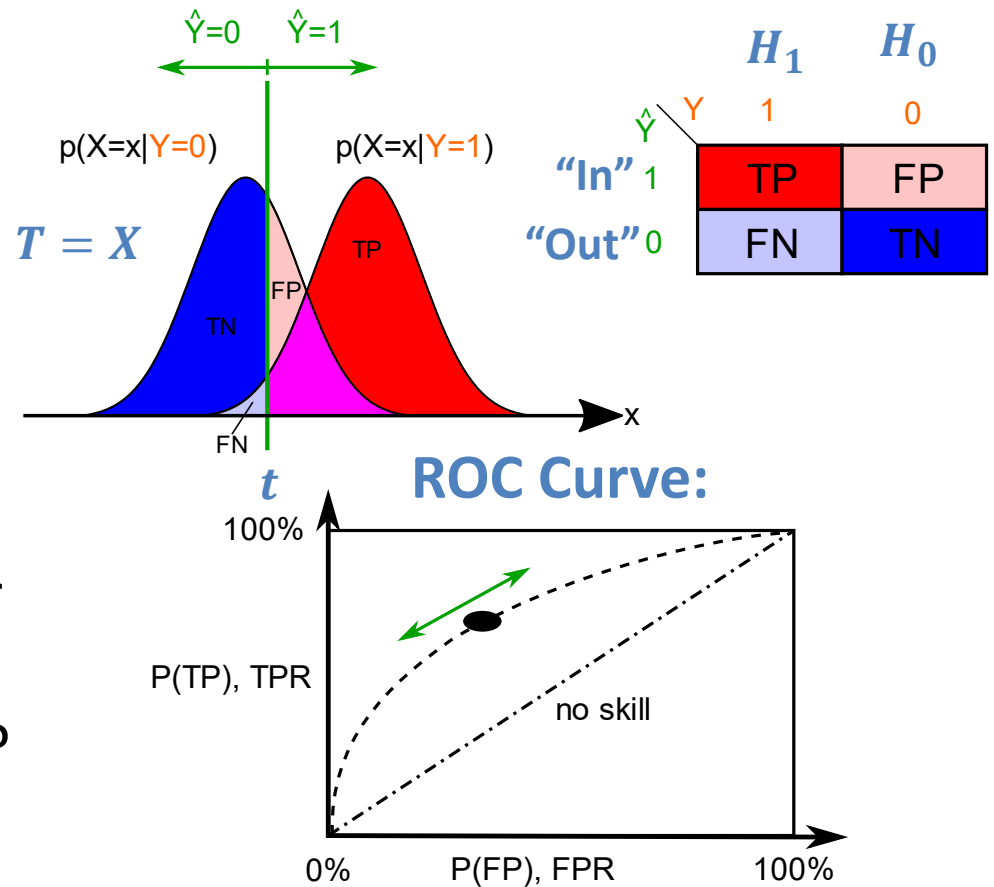 Ŷ=0 Ŷ=1
p(X=x|Y=0) p(X=x|Y=1)
T = X
TN
FP
TP
FN
x
t
H₁ H₀
Y 1 0
Ŷ
“In” 1 TP FP
“Out” 0 FN TN
ROC Curve:
100%
P(TP), TPR
no skill
0% P(FP), FPR 100%